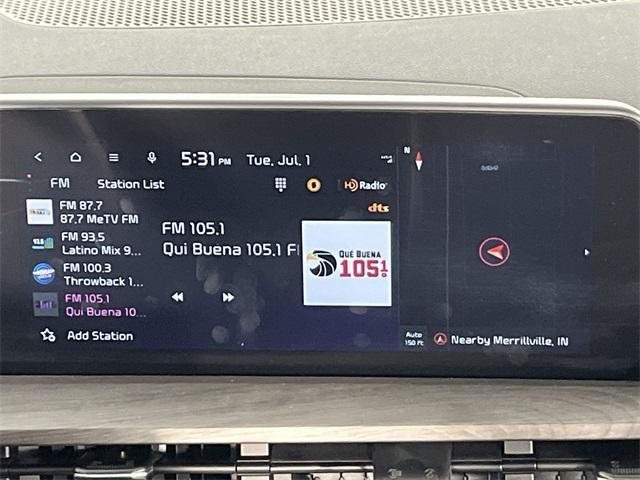 5:31 PM Tue, Jul. 1
FM Station List
HD Radio
dts
FM 87.7
87.7 MeTV FM
FM 93.5
Latino Mix 9...
FM 100.3
Throwback 1...
FM 105.1
Qui Buena 10...
Add Station
FM 105.1
Qui Buena 105.1 F
QUÉ BUENA
105.1
N
Auto
150 ft
Nearby Merrillville, IN